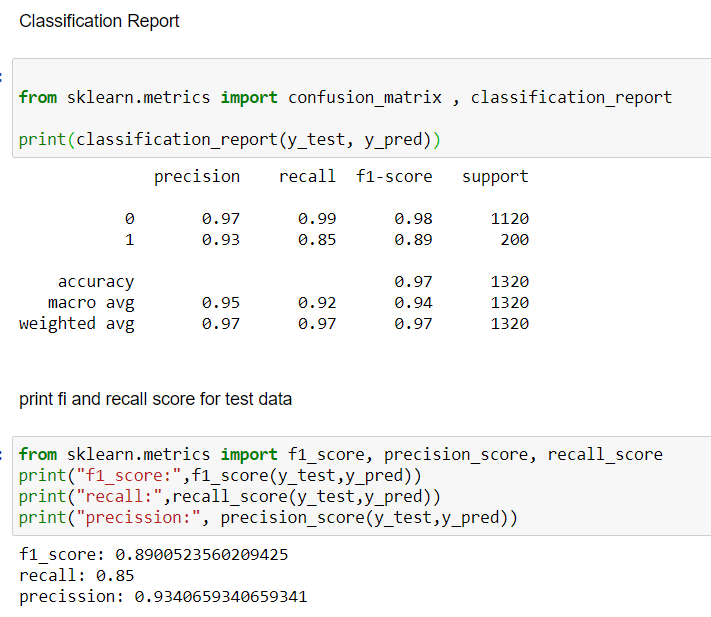 Classification Report
from sklearn.metrics import confusion_matrix , classification_report
print(classification_report(y_test, y_pred))
precision recall f1-score support
0 0.97 0.99 0.98 1120
1 0.93 0.85 0.89 200
accuracy 0.97 1320
macro avg 0.95 0.92 0.94 1320
weighted avg 0.97 0.97 0.97 1320
print fi and recall score for test data
from sklearn.metrics import f1_score, precision_score, recall_score
print("f1_score:",f1_score(y_test,y_pred))
print("recall:",recall_score(y_test,y_pred))
print("precission:", precision_score(y_test,y_pred))
f1_score: 0.8900523560209425
recall: 0.85
precission: 0.9340659340659341